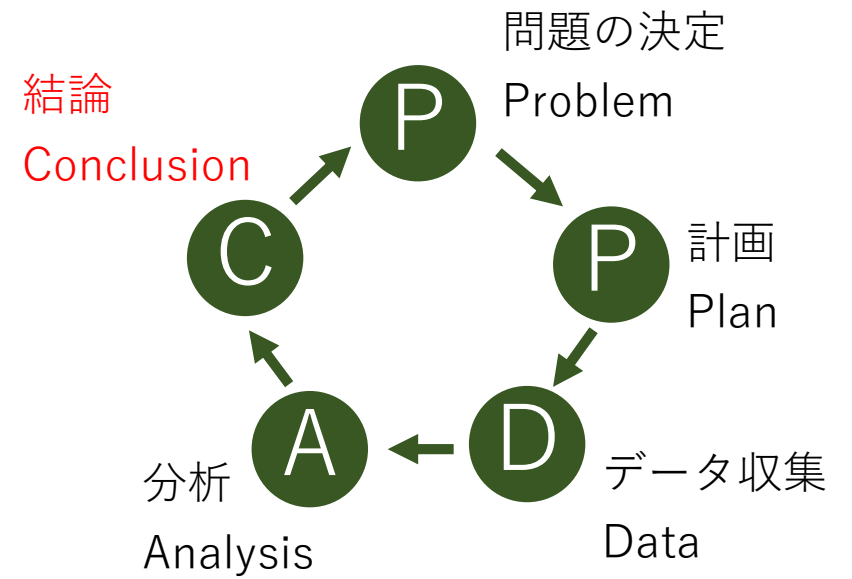 問題の決定
Problem
P
計画
Plan
P
データ収集
Data
D
分析
Analysis
A
結論
Conclusion
C